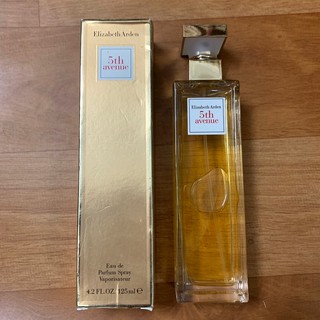 Elizabeth Arden
5th
avenue
Eau de
Parfum Spray
Vaporisateur
4.2 FL.OZ. 125ml ℮
Elizabeth Arden
5th
avenue